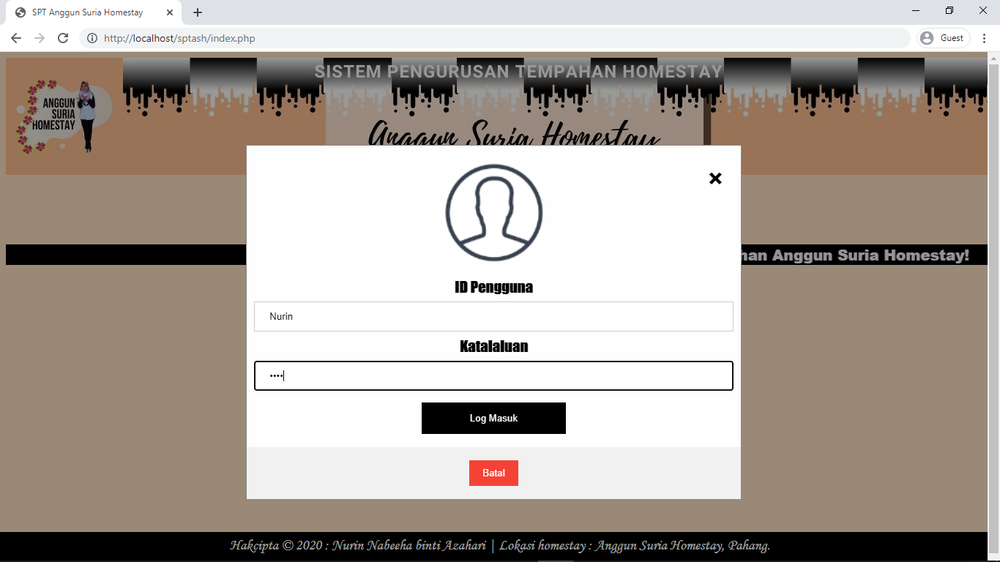 SPT Anggun Suria Homestay
http://localhost/sptash/index.php
Guest
SISTEM PENGURUSAN TEMPAHAN HOMESTAY
ANGGUN
SURIA
HOMESTAY
Anggun Suria Homestay
Anggun Suria Homestay!
ID Pengguna
Nurin
Katalaluan
••••
Log Masuk
Batal
Hakcipta © 2020 : Nurin Nabeeha binti Azahari | Lokasi homestay : Anggun Suria Homestay, Pahang.